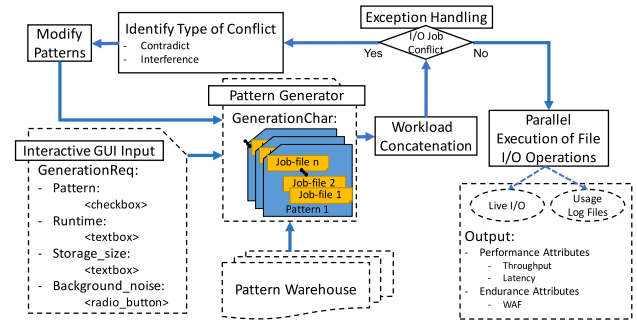 Exception Handling
Identify Type of Conflict
- Contradict
- Interference
Modify
Patterns
Yes
I/O Job
Conflict
No
Pattern Generator
GenerationChar:
Job-file n
Job-file 2
Job-file 1
Pattern 1
Workload
Concatenation
Parallel
Execution of File
I/O Operations
Interactive GUI Input
GenerationReq:
- Pattern:
<checkbox>
- Runtime:
<textbox>
- Storage_size:
<textbox>
- Background_noise:
<radio_button>
Pattern Warehouse
Live I/O
Usage
Log Files
Output:
- Performance Attributes
- Throughput
- Latency
- Endurance Attributes
- WAF